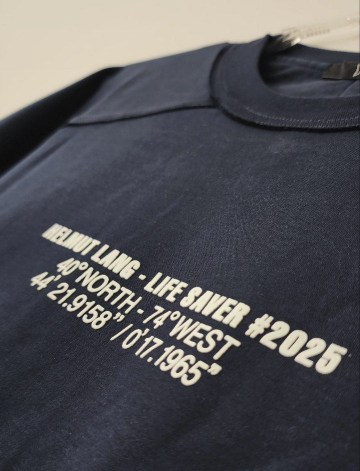 HELMUT LANG - LIFE SAVER #2025
40°NORTH - 74°WEST
44'21.9158” / 0'17.1965”